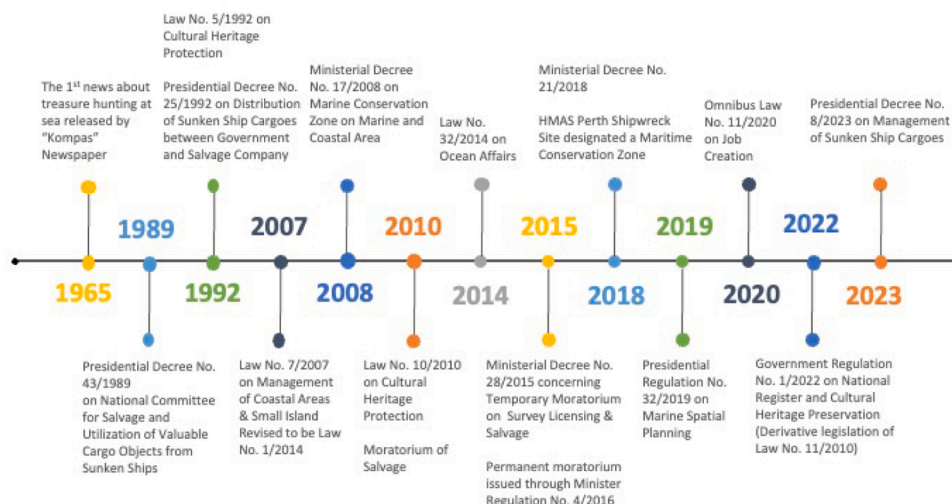 The 1st news about
treasure hunting at
sea released by
"Kompas"
Newspaper
Law No. 5/1992 on
Cultural Heritage
Protection
Presidential Decree No.
25/1992 on Distribution
of Sunken Ship Cargoes
between Government
and Salvage Company
Ministerial Decree
No. 17/2008 on
Marine Conservation
Zone on Marine and
Coastal Area
Law No.
32/2014 on
Ocean Affairs
Ministerial Decree No.
21/2018
HMAS Perth Shipwreck
Site designated a Maritime
Conservation Zone
Omnibus Law
No. 11/2020
on Job
Creation
Presidential Decree No.
8/2023 on Management
of Sunken Ship Cargoes
1989
2007
2010
2015
2019
2022
1965
1992
2008
2014
2018
2020
2023
Presidential Decree No.
43/1989
on National Committee
for Salvage and
Utilization of Valuable
Cargo Objects from
Sunken Ships
Law No. 7/2007
on Management
of Coastal Areas
& Small Island
Revised to be Law
No. 1/2014
Law No. 10/2010
on Cultural
Heritage
Protection
Moratorium of
Salvage
Ministerial Decree No.
28/2015 concerning
Temporary Moratorium
on Survey Licensing &
Salvage
Permanent moratorium
issued through Minister
Regulation No. 4/2016
Presidential
Regulation No.
32/2019 on
Marine Spatial
Planning
Government Regulation
No. 1/2022 on National
Register and Cultural
Heritage Preservation
(Derivative legislation of
Law No. 11/2010)